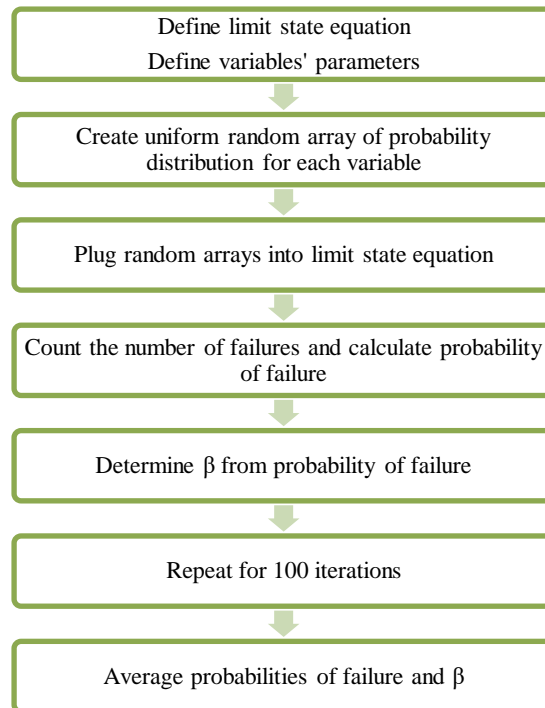 Define limit state equation
Define variables' parameters
Create uniform random array of probability
distribution for each variable
Plug random arrays into limit state equation
Count the number of failures and calculate probability
of failure
Determine β from probability of failure
Repeat for 100 iterations
Average probabilities of failure and β